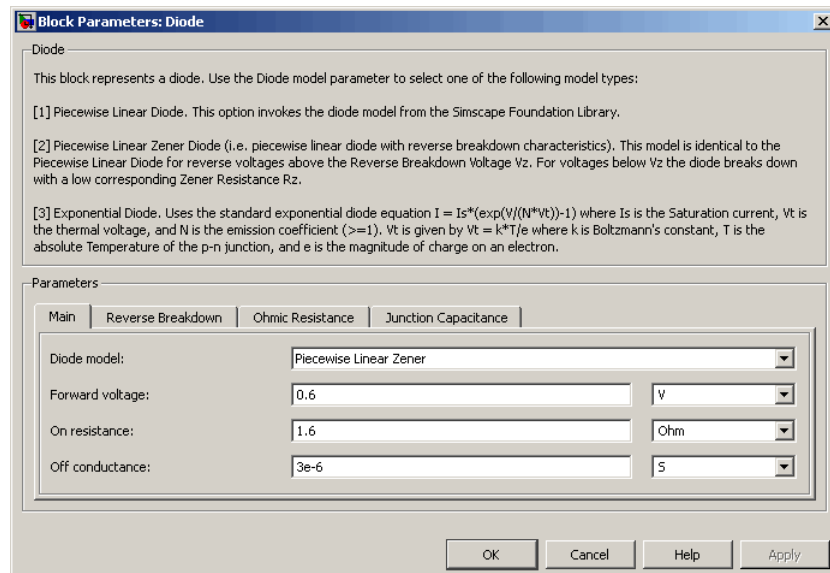 Block Parameters: Diode
Diode
This block represents a diode. Use the Diode model parameter to select one of the following model types:
[1] Piecewise Linear Diode. This option invokes the diode model from the Simscape Foundation Library.
[2] Piecewise Linear Zener Diode (i.e. piecewise linear diode with reverse breakdown characteristics). This model is identical to the
Piecewise Linear Diode for reverse voltages above the Reverse Breakdown Voltage Vz. For voltages below Vz the diode breaks down
with a low corresponding Zener Resistance Rz.
[3] Exponential Diode. Uses the standard exponential diode equation I = Is*(exp(V/(N*Vt))-1) where Is is the Saturation current, Vt is
the thermal voltage, and N is the emission coefficient (>=1). Vt is given by Vt = k*T/e where k is Boltzmann's constant, T is the
absolute Temperature of the p-n junction, and e is the magnitude of charge on an electron.
Parameters
Main Reverse Breakdown Ohmic Resistance Junction Capacitance
Diode model: Piecewise Linear Zener
Forward voltage: 0.6 V
On resistance: 1.6 Ohm
Off conductance: 3e-6 S
OK Cancel Help Apply